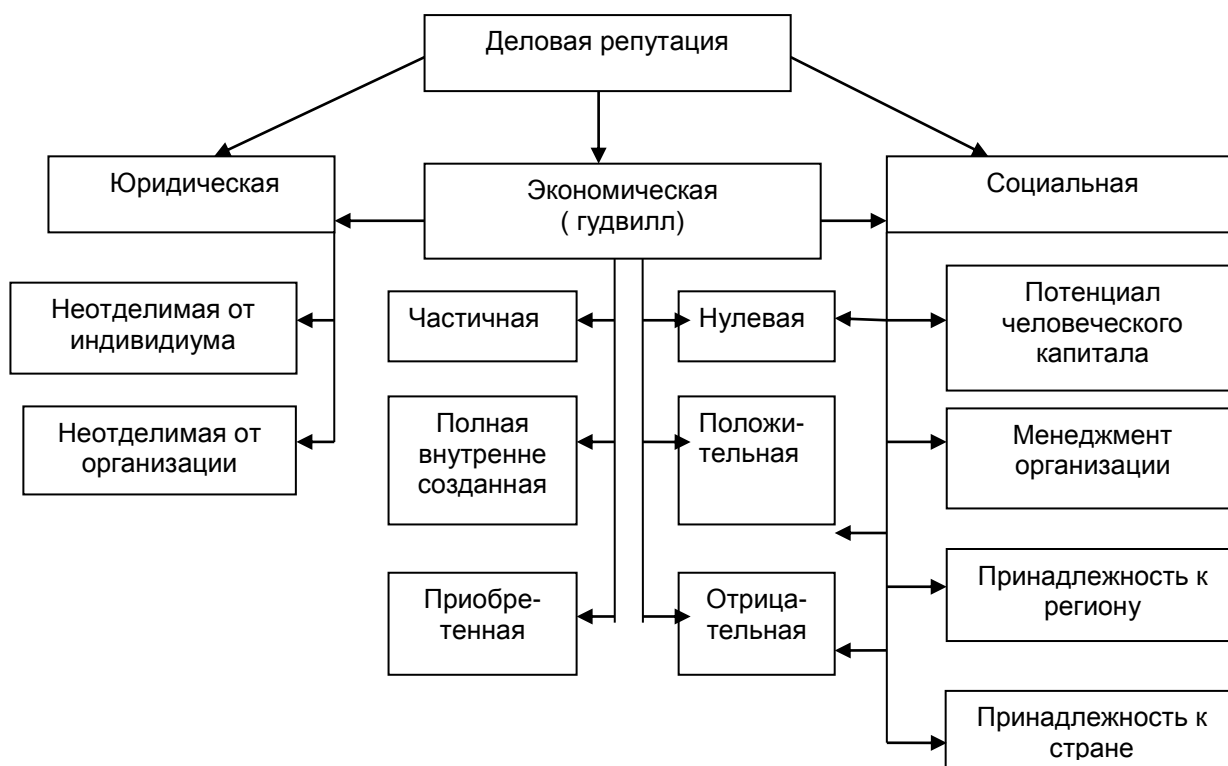 Деловая репутация
Юридическая
Экономическая
( гудвилл)
Социальная
Неотделимая от
индивидиума
Частичная
Нулевая
Потенциал
человеческого
капитала
Неотделимая от
организации
Полная
внутренне
созданная
Положи-
тельная
Менеджмент
организации
Приобре-
тенная
Отрица-
тельная
Принадлежность к
региону
Принадлежность к
стране